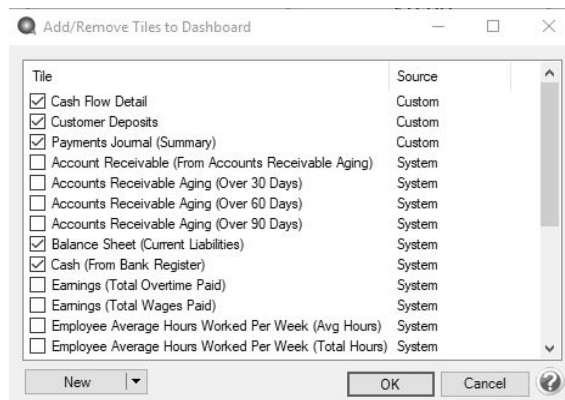 Add/Remove Tiles to Dashboard
Tile Source
Cash Flow Detail Custom
Customer Deposits Custom
Payments Journal (Summary) Custom
Account Receivable (From Accounts Receivable Aging) System
Accounts Receivable Aging (Over 30 Days) System
Accounts Receivable Aging (Over 60 Days) System
Accounts Receivable Aging (Over 90 Days) System
Balance Sheet (Current Liabilities) System
Cash (From Bank Register) System
Earnings (Total Overtime Paid) System
Earnings (Total Wages Paid) System
Employee Average Hours Worked Per Week (Avg Hours) System
Employee Average Hours Worked Per Week (Total Hours) System
New OK Cancel ?